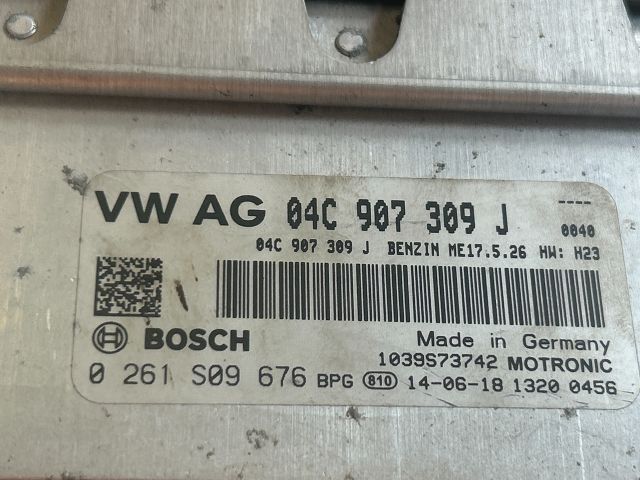 VW AG 04C 907 309 J ----
0040
04C 907 309 J BENZIN ME17.5.26 HW: H23
BOSCH Made in Germany
1039S73742 MOTRONIC
0 261 S09 676 BPG 810 14-06-18 1320 0456